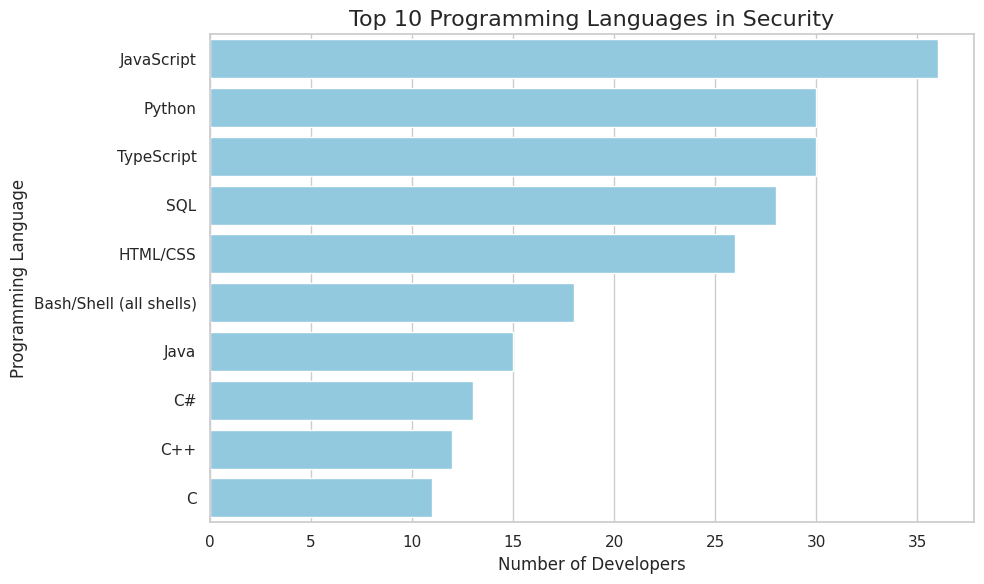 Top 10 Programming Languages in Security
Programming Language
JavaScript
Python
TypeScript
SQL
HTML/CSS
Bash/Shell (all shells)
Java
C#
C++
C
0 5 10 15 20 25 30 35
Number of Developers